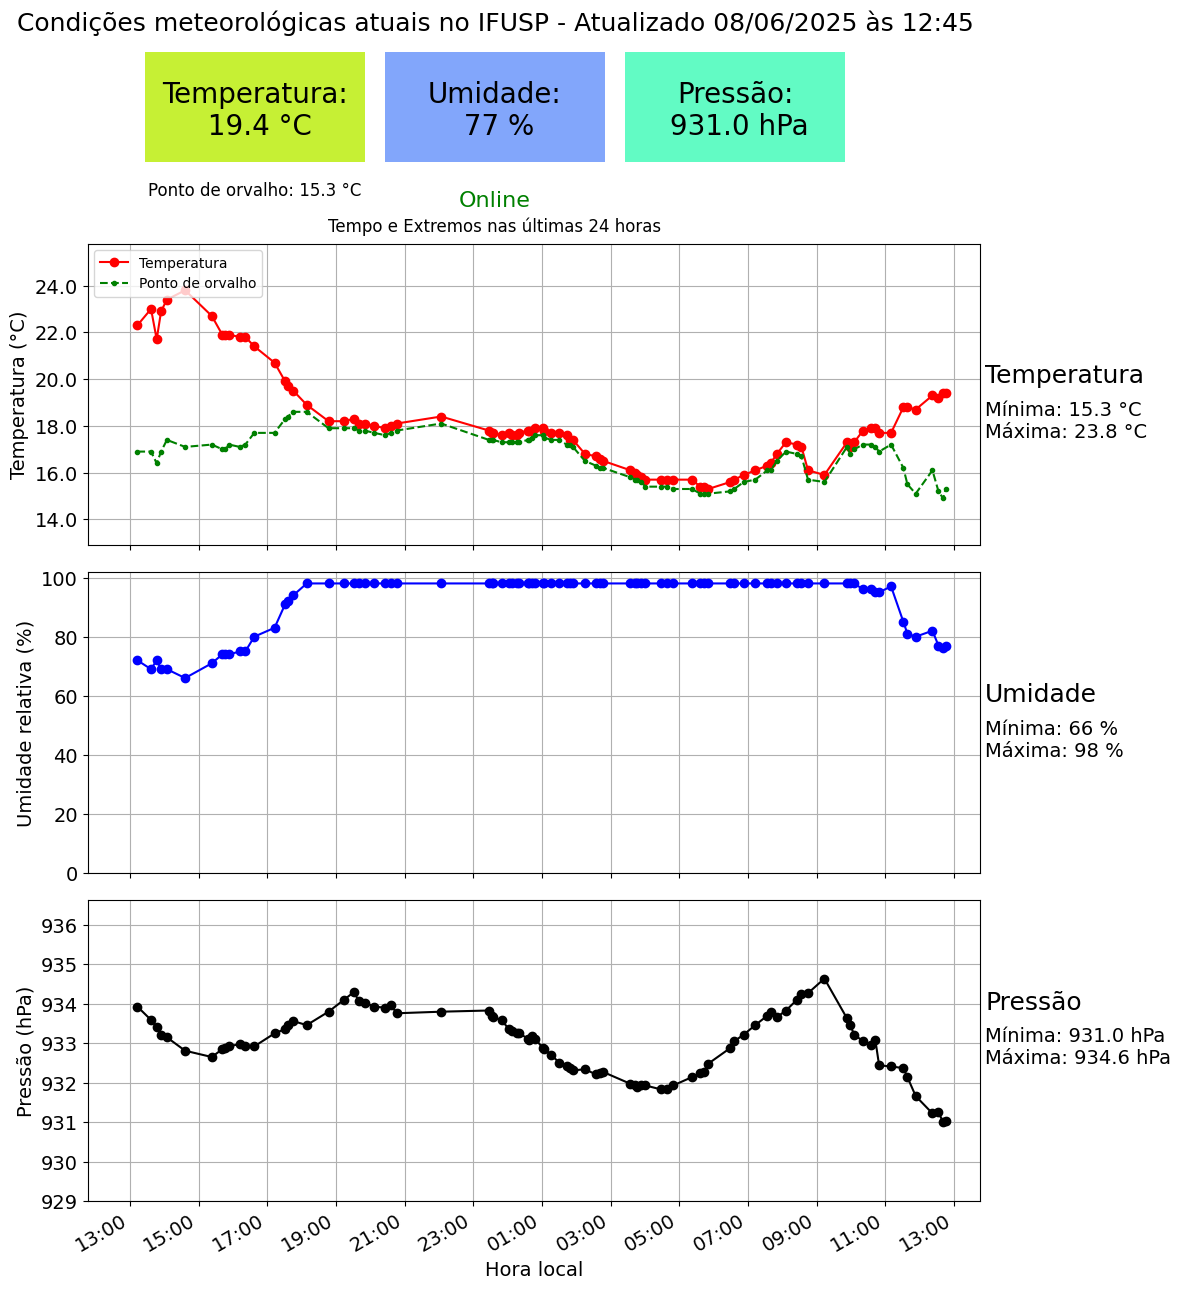 Condições meteorológicas atuais no IFUSP - Atualizado 08/06/2025 às 12:45
Temperatura:
19.4 °C
Umidade:
77 %
Pressão:
931.0 hPa
Ponto de orvalho: 15.3 °C
Online
Tempo e Extremos nas últimas 24 horas
Temperatura
Ponto de orvalho
Temperatura (°C)
24.0
22.0
20.0
18.0
16.0
14.0
Temperatura
Mínima: 15.3 °C
Máxima: 23.8 °C
Umidade relativa (%)
100
80
60
40
20
0
Umidade
Mínima: 66 %
Máxima: 98 %
Pressão (hPa)
936
935
934
933
932
931
930
929
Pressão
Mínima: 931.0 hPa
Máxima: 934.6 hPa
13:00
15:00
17:00
19:00
21:00
23:00
01:00
03:00
05:00
07:00
09:00
11:00
13:00
Hora local